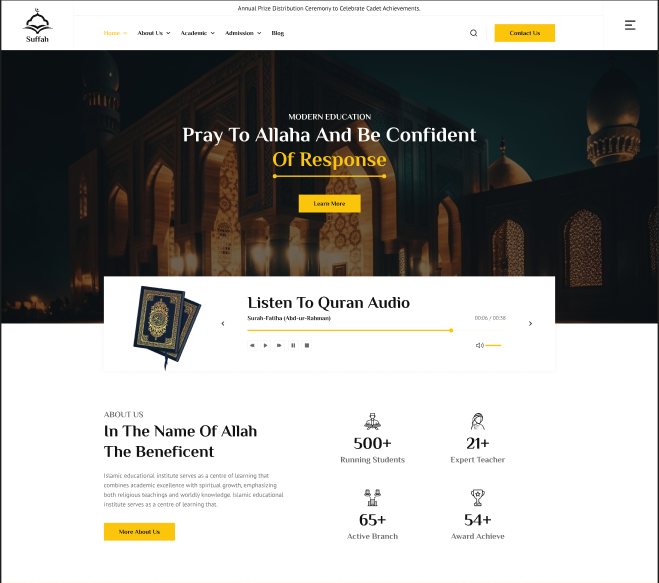 Annual Prize Distribution Ceremony to Celebrate Cadet Achievements.
Suffah
Home About Us Academic Admission Blog
Contact Us
MODERN EDUCATION
Pray To Allaha And Be Confident
Of Response
Learn More
Listen To Quran Audio
Surah-Fatiha (Abd-ur-Rahman)
00:06 / 00:38
ABOUT US
In The Name Of Allah
The Beneficent
Islamic educational institute serves as a centre of learning that
combines academic excellence with spiritual growth, emphasizing
both religious teachings and worldly knowledge. Islamic educational
institute serves as a centre of learning that.
More About Us
500+
Running Students
21+
Expert Teacher
65+
Active Branch
54+
Award Achieve